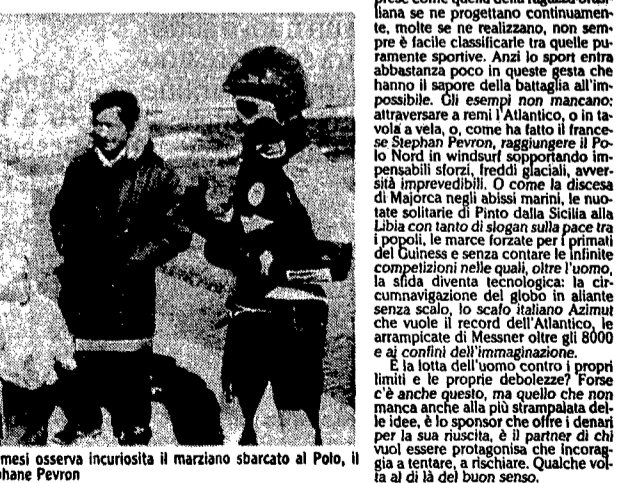 mesi osserva incuriosita il marziano sbarcato al Polo, il
phane Pevron
prese come quella della ragazza brasi-
liana se ne progettano continuamen-
te, molte se ne realizzano, non sem-
pre è facile classificarle tra quelle pu-
ramente sportive. Anzi lo sport entra
abbastanza poco in queste gesta che
hanno il sapore della battaglia all'im-
possibile. Gli esempi non mancano:
attraversare a remi l'Atlantico, o in ta-
vola a vela, o, come ha fatto il france-
se Stephan Pevron, raggiungere il Po-
lo Nord in windsurf sopportando im-
pensabili sforzi, freddi glaciali, avver-
sità imprevedibili. O come la discesa
di Majorca negli abissi marini, le nuo-
tate solitarie di Pinto dalla Sicilia alla
Libia con tanto di slogan sulla pace tra
i popoli, le marce forzate per i primati
del Guiness e senza contare le infinite
competizioni nelle quali, oltre l'uomo,
la sfida diventa tecnologica: la cir-
cumnavigazione del globo in aliante
senza scalo, lo scafo italiano Azimut
che vuole il record dell'Atlantico, le
arrampicate di Messner oltre gli 8000
e ai confini dell'immaginazione.
È la lotta dell'uomo contro i propri
limiti e le proprie debolezze? Forse
c'è anche questo, ma quello che non
manca anche alla più strampalata del-
le idee, è lo sponsor che offre i denari
per la sua riuscita, è il partner di chi
vuol essere protagonisa che incorag-
gia a tentare, a rischiare. Qualche vol-
ta al di là del buon senso.